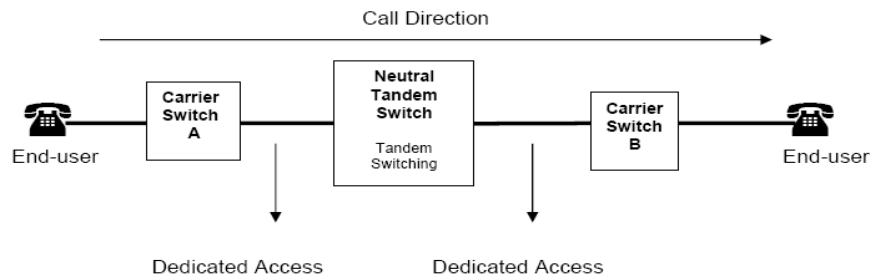 Call Direction
Neutral
Tandem
Switch
Tandem
Switching
Carrier
Switch
A
Carrier
Switch
B
End-user
End-user
Dedicated Access
Dedicated Access